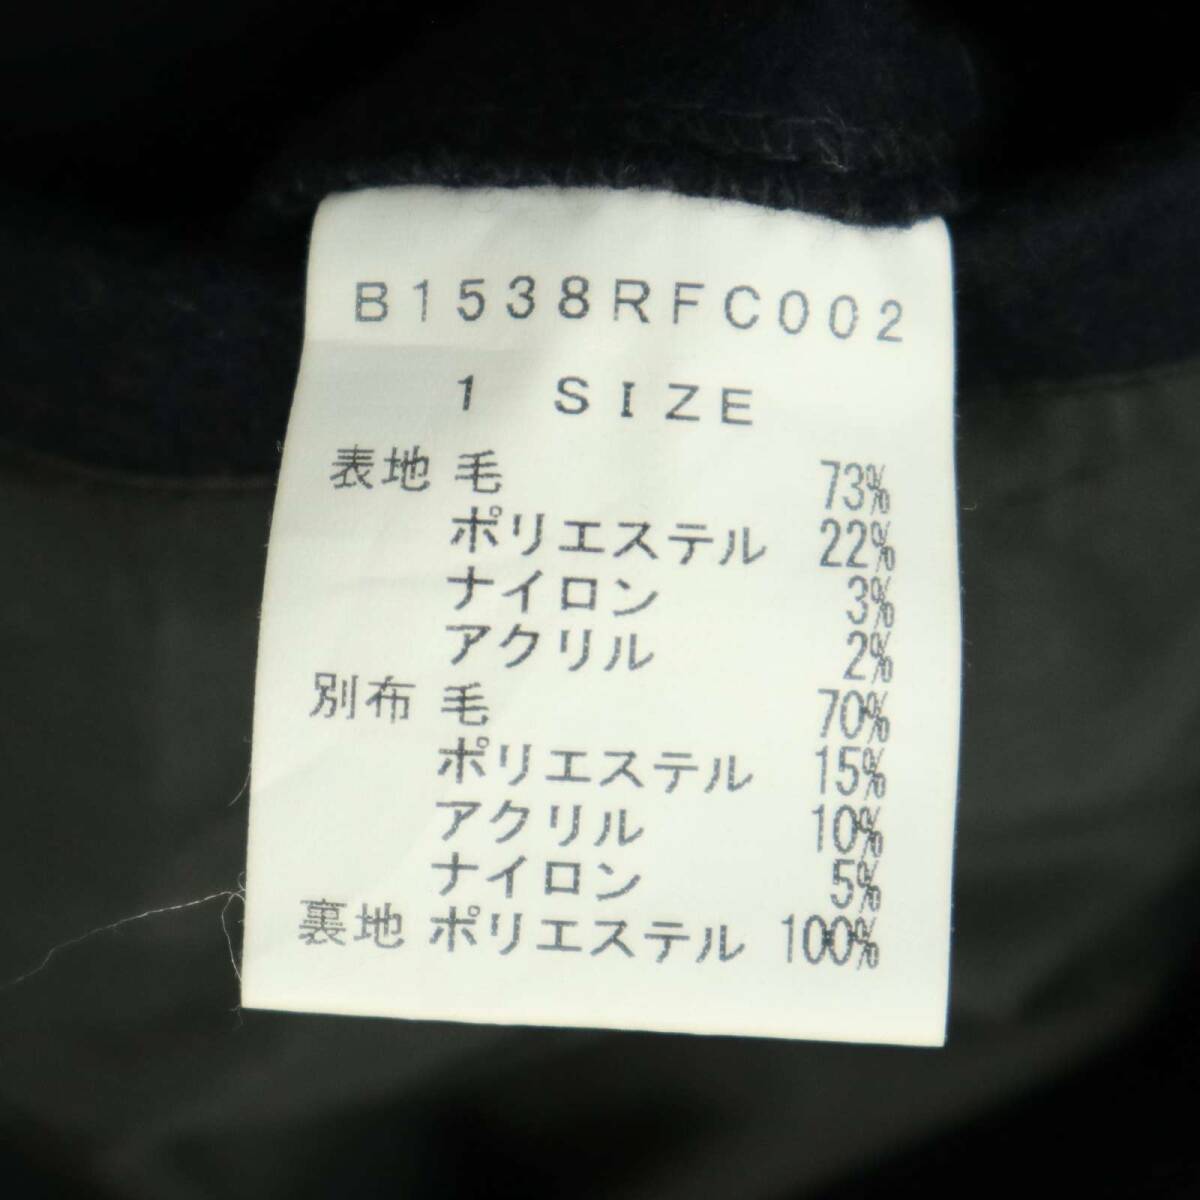 B1538RFC002
1 SIZE
表地 毛 73%
ポリエステル 22%
ナイロン 3%
アクリル 2%
別布 毛 70%
ポリエステル 15%
アクリル 10%
ナイロン 5%
裏地 ポリエステル 100%